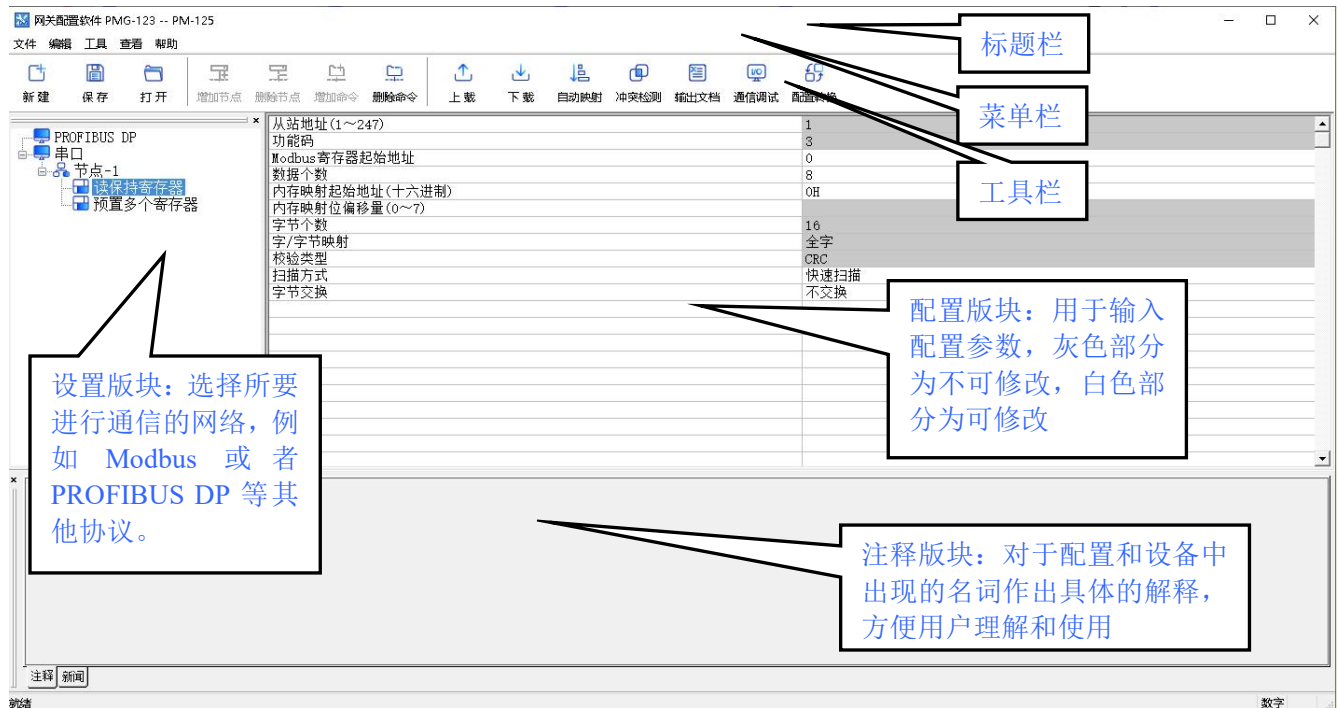 网关配置软件 PMG-123 -- PM-125
文件 编辑 工具 查看 帮助
新建 保存 打开 增加节点 删除节点 增加命令 删除命令 上载 下载 自动映射 冲突检测 输出文档 通信调试 配置转换
标题栏
菜单栏
工具栏
PROFIBUS DP
串口
节点-1
读保持寄存器
预置多个寄存器
从站地址(1～247) 1
功能码 3
Modbus寄存器起始地址 0
数据个数 8
内存映射起始地址(十六进制) 0H
内存映射位偏移量(0～7)
字节个数 16
字/字节映射 全字
校验类型 CRC
扫描方式 快速扫描
字节交换 不交换
设置版块：选择所要
进行通信的网络，例
如 Modbus 或 者
PROFIBUS DP 等其
他协议。
配置版块：用于输入
配置参数，灰色部分
为不可修改，白色部
分为可修改
注释版块：对于配置和设备中
出现的名词作出具体的解释，
方便用户理解和使用
注释 新闻
就绪 数字